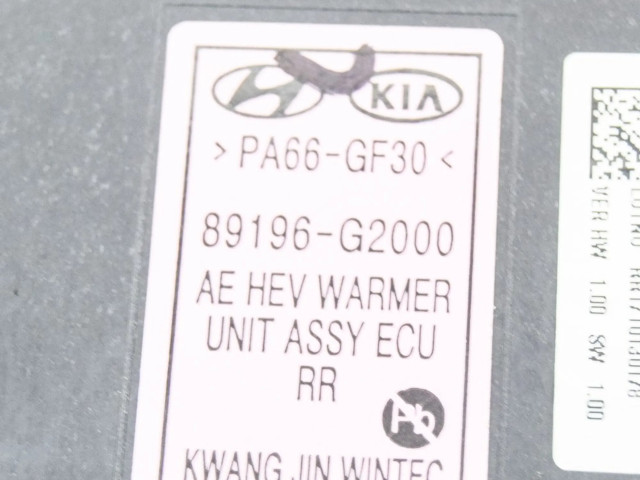 KIA
>PA66-GF30<
89196-G2000
AE HEV WARMER
UNIT ASSY ECU
RR
Pb
KWANG JIN WINTEC
VER HW 1.00 SW 1.00